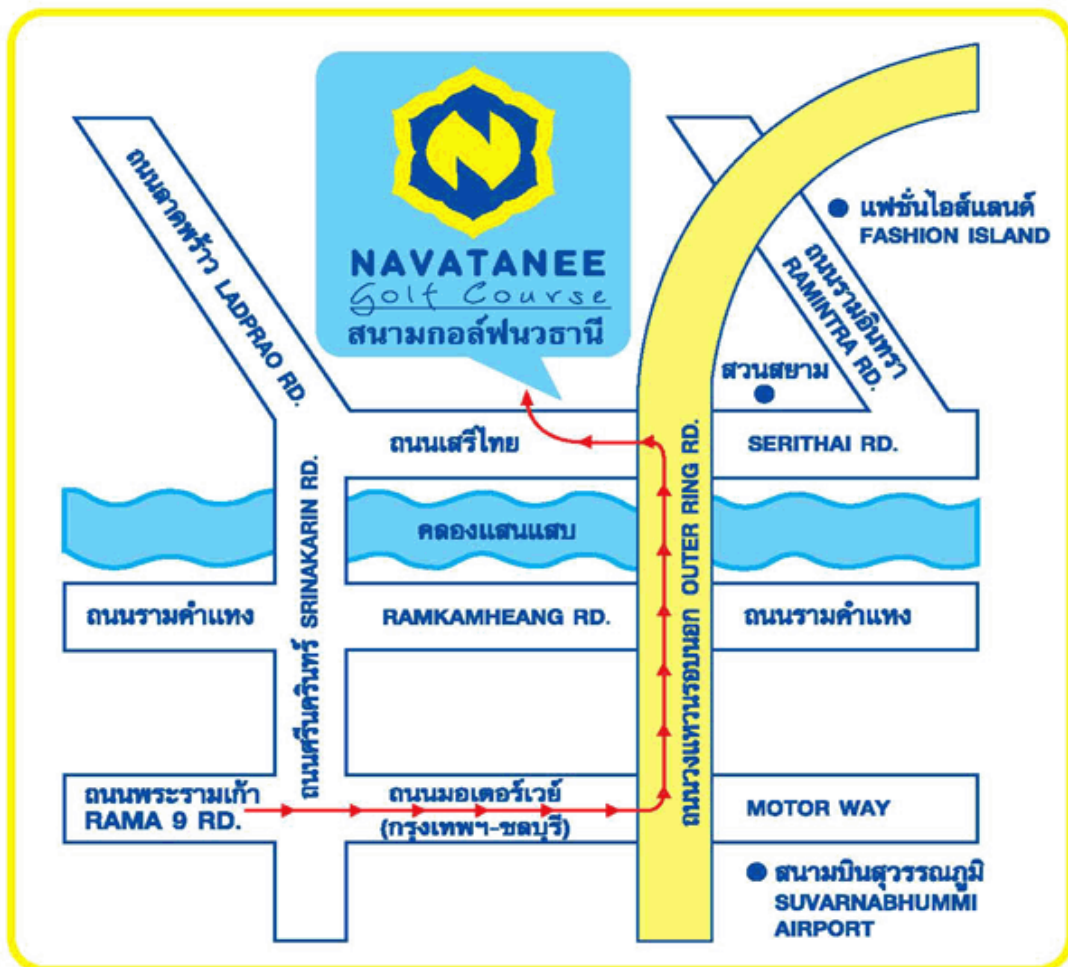 NAVATANEE
Golf Course
สนามกอล์ฟนวธานี
ถนนลาดพร้าว LADPRAO RD.
แฟชั่นไอส์แลนด์
FASHION ISLAND
ถนนรามอินทรา
RAMINTRA RD.
สวนสยาม
ถนนเสรีไทย
SERITHAI RD.
คลองแสนแสบ
ถนนศรีนครินทร์ SRINAKARIN RD.
ถนนวงแหวนรอบนอก OUTER RING RD.
ถนนรามคำแหง
RAMKAMHEANG RD.
ถนนรามคำแหง
ถนนพระรามเก้า
RAMA 9 RD.
ถนนมอเตอร์เวย์
(กรุงเทพฯ-ชลบุรี)
MOTOR WAY
สนามบินสุวรรณภูมิ
SUVARNABHUMMI
AIRPORT